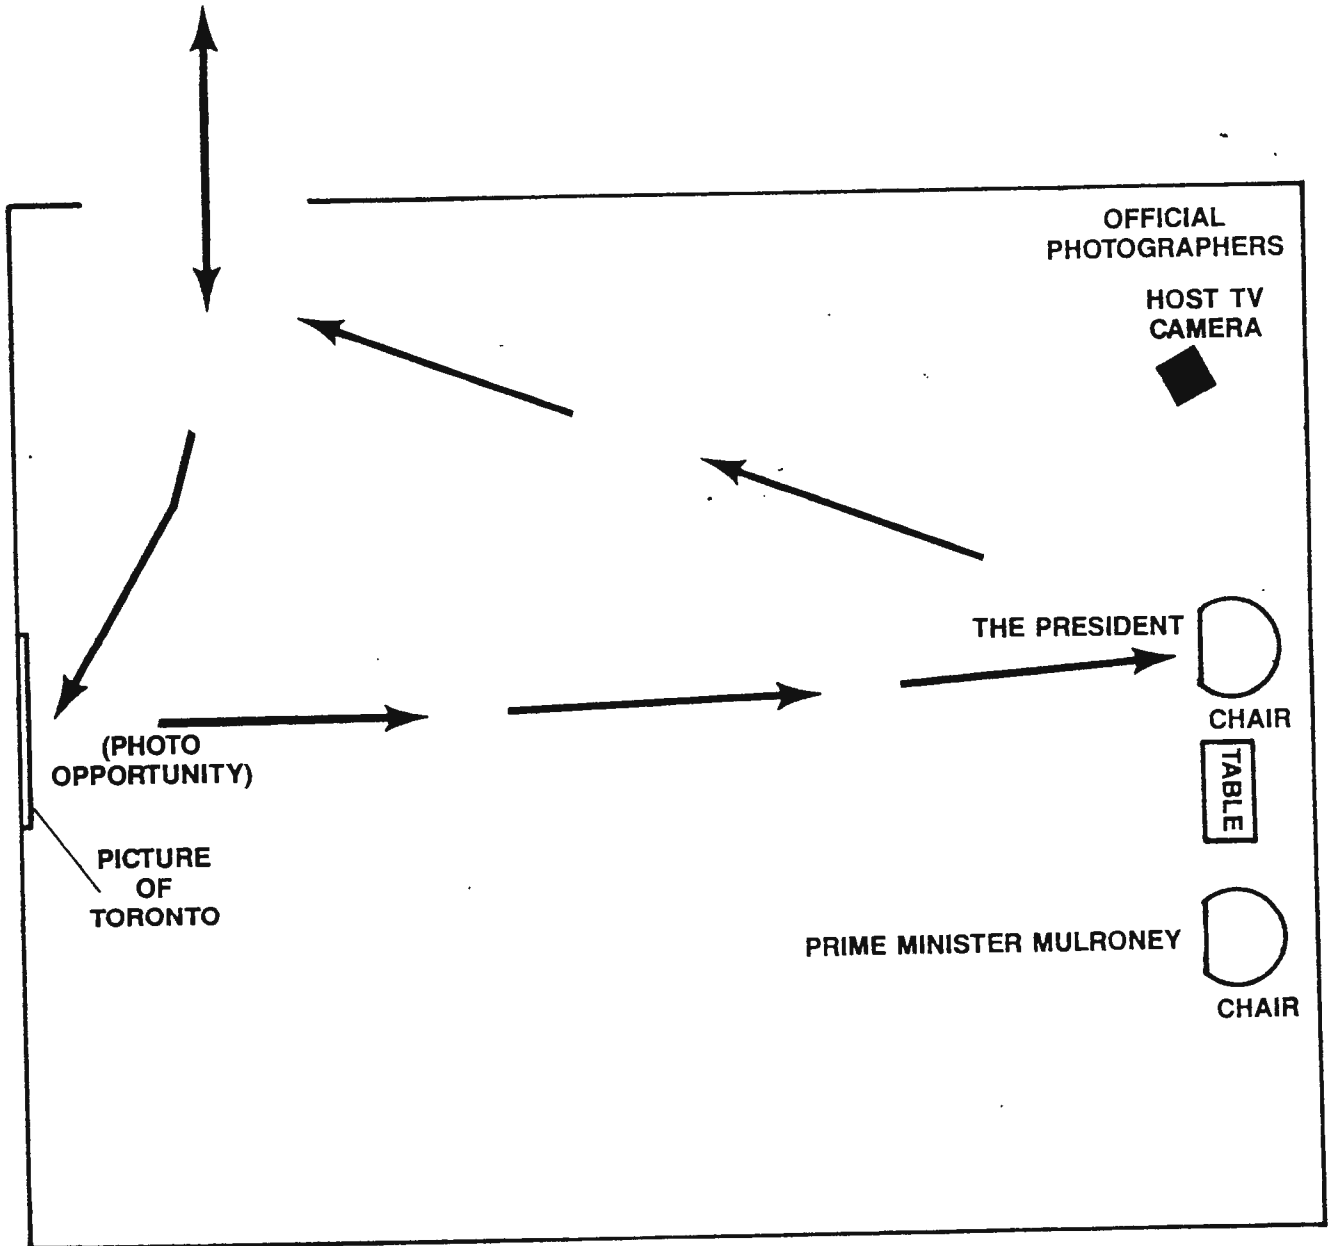 OFFICIAL
PHOTOGRAPHERS
HOST TV
CAMERA
THE PRESIDENT
CHAIR
(PHOTO
OPPORTUNITY)
TABLE
PICTURE
OF
TORONTO
PRIME MINISTER MULRONEY
CHAIR